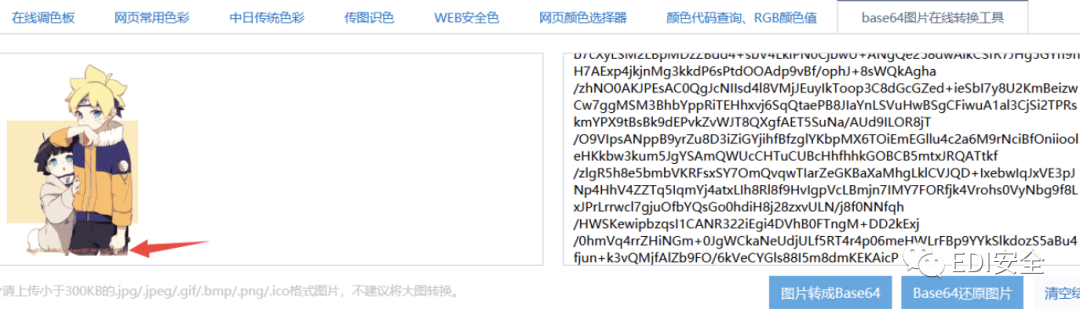 在线调色板 网页常用色彩 中日传统色彩 传图识色 WEB安全色 网页颜色选择器 颜色代码查询、RGB颜色值 base64图片在线转换工具
H7AExp4jkjnMg3kkdP6sPtdOOAdp9vBf/ophJ+8sWQkAgha
/zhNO0AKJPEsAC0QgJcNIIsd4l8VMJEuyIkToop3C8dGcGZed+ieSbI7y8U2KmBeizw
Cw7ggMSM3BhbYppRiTEHhxvj6SqQtaePB8JIaYnLSVuHwBSgCFiwuA1al3CjSi2TPRs
kmYPX9tBsBk9dEPvkZvWJT8QXgfAET5SuNa/AUd9ILOR8jT
/O9VIpsANppB9yrZu8D3iZiGYjihfBfzglYKbpMX6TOiEmEGllu4c2a6M9rNciBfOniiool
eHKkbw3kum5JgYSAmQWUcCHTuCUBcHhfhhkGOBCB5mtxJRQATtkf
/zlgR5h8e5bmbVKRFsxSY7OmQvqwTIarZeGKBaXaMhgLklCVJQD+IxebwIqJxVE3pJ
Np4HhV4ZZTq5IqmYj4atxLIh8Rl8f9HvIgpVcLBmjn7IMY7FORfjk4Vrohs0VyNbg9f8L
xJPrLrrwcl7gjuOfbYQsGo0hdiH8j28zxvULN/j8f0NNfqh
/HWSKewipbzqsI1CANR322iEgi4DVhB0FTngM+DD2kExj
/0hmVq4rrZHiNGm+0JgWCkaNeUdjULf5RT4r4p06meHWLrFBp9YYkSlkdozS5aBu4
fjun+k3vQMjfAlZb9FO/6kVeCYGls88I5m8dmKEKAicP
EDI安全
请上传小于300KB的.jpg/.jpeg/.gif/.bmp/.png/.ico格式图片，不建议将大图转换。
图片转成Base64 Base64还原图片 清空结